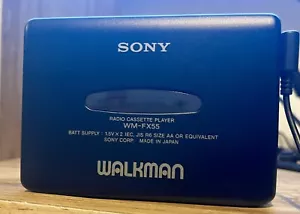 SONY
RADIO CASSETTE PLAYER
WM-FX55
BATT SUPPLY : 1.5V X 2 IEC, JIS R6 SIZE AA OR EQUIVALENT
SONY CORP. MADE IN JAPAN
WALKMAN